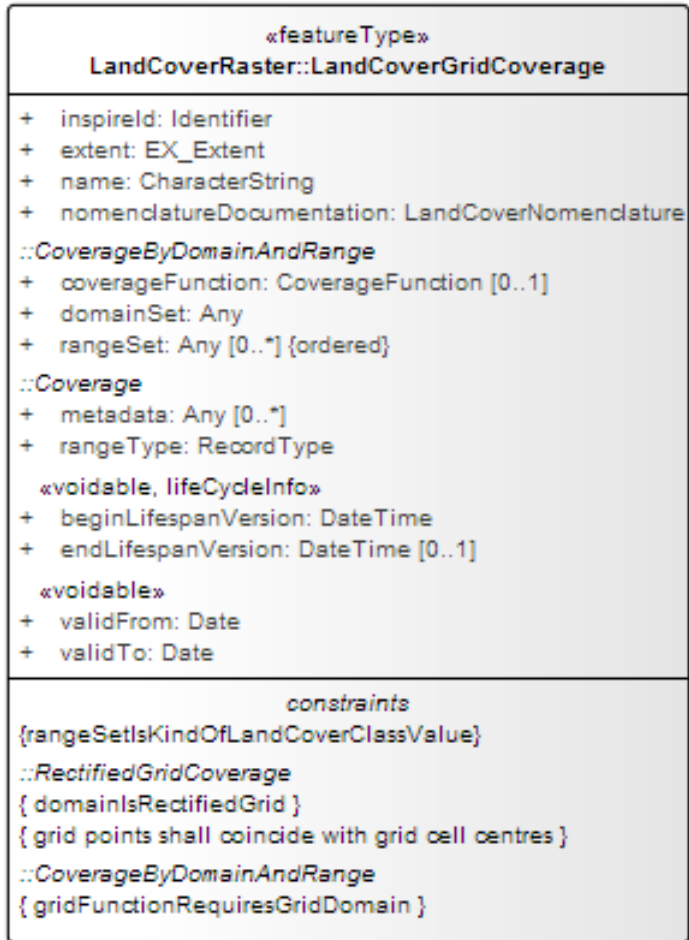 «featureType»
LandCoverRaster::LandCoverGridCoverage
+ inspireId: Identifier
+ extent: EX_Extent
+ name: CharacterString
+ nomenclatureDocumentation: LandCoverNomenclature
::CoverageByDomainAndRange
+ coverageFunction: CoverageFunction [0..1]
+ domainSet: Any
+ rangeSet: Any [0..*] {ordered}
::Coverage
+ metadata: Any [0..*]
+ rangeType: RecordType
«voidable, lifeCycleInfo»
+ beginLifespanVersion: DateTime
+ endLifespanVersion: DateTime [0..1]
«voidable»
+ validFrom: Date
+ validTo: Date
constraints
{rangeSetIsKindOfLandCoverClassValue}
::RectifiedGridCoverage
{ domainIsRectifiedGrid }
{ grid points shall coincide with grid cell centres }
::CoverageByDomainAndRange
{ gridFunctionRequiresGridDomain }